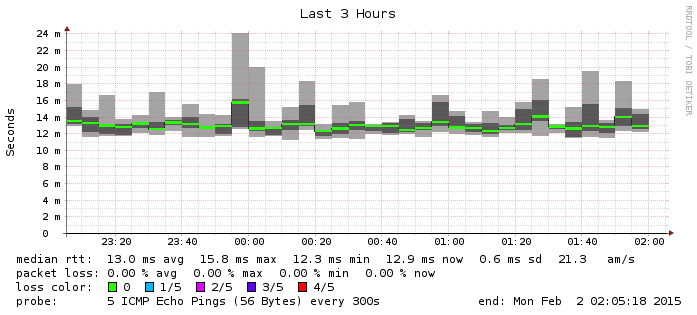 Last 3 Hours
RRDTOOL / TOBI OETIKER
Seconds
24 m
22 m
20 m
18 m
16 m
14 m
12 m
10 m
8 m
6 m
4 m
2 m
0
23:20 23:40 00:00 00:20 00:40 01:00 01:20 01:40 02:00
median rtt: 13.0 ms avg 15.8 ms max 12.3 ms min 12.9 ms now 0.6 ms sd 21.3 am/s
packet loss: 0.00 % avg 0.00 % max 0.00 % min 0.00 % now
loss color: 0 1/5 2/5 3/5 4/5
probe: 5 ICMP Echo Pings (56 Bytes) every 300s end: Mon Feb 2 02:05:18 2015